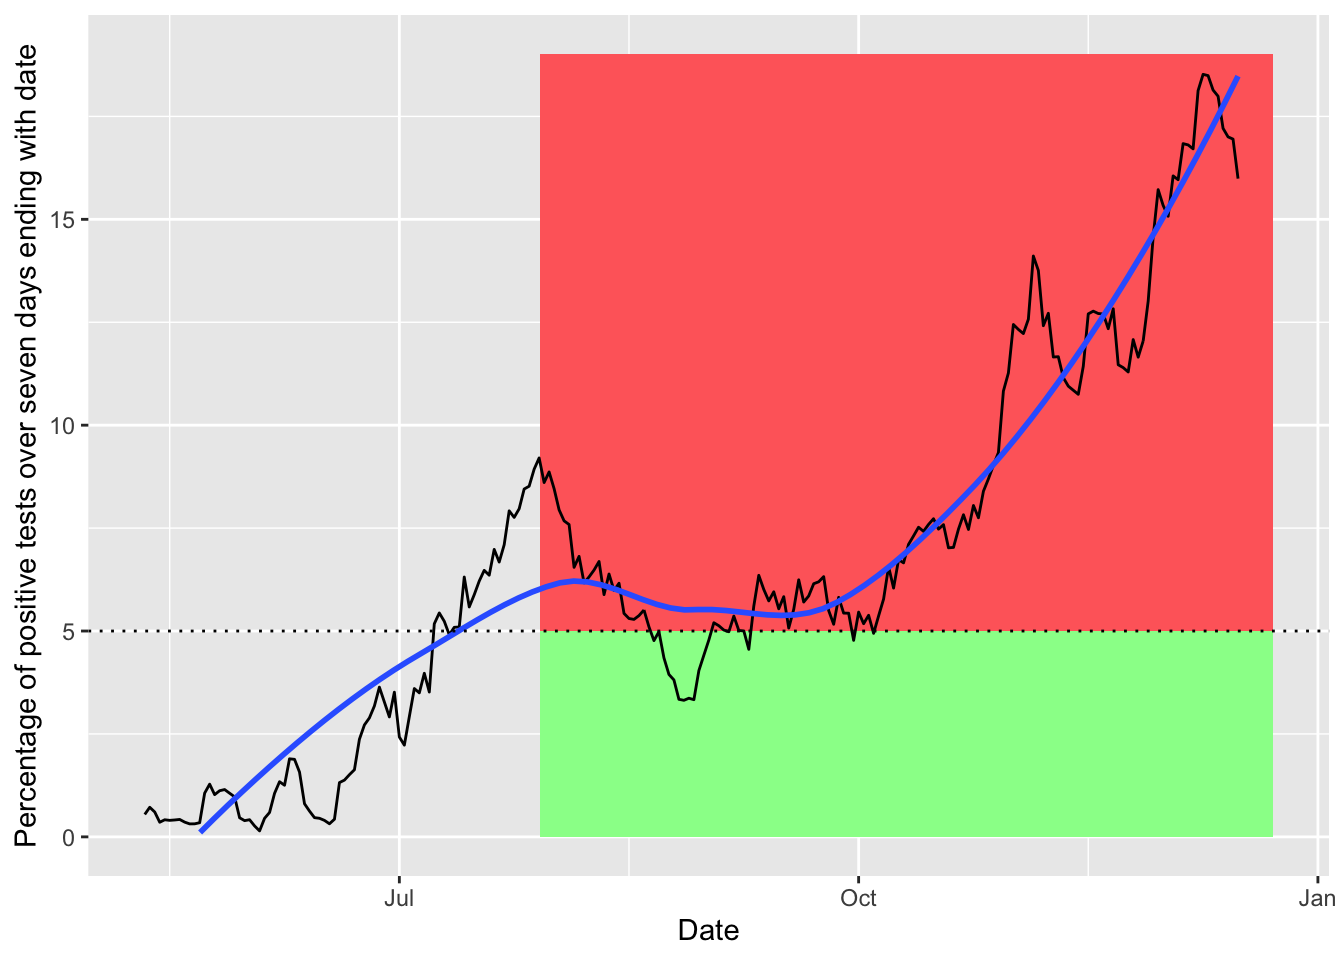 Percentage of positive tests over seven days ending with date
15
10
5
0
Jul
Oct
Jan
Date